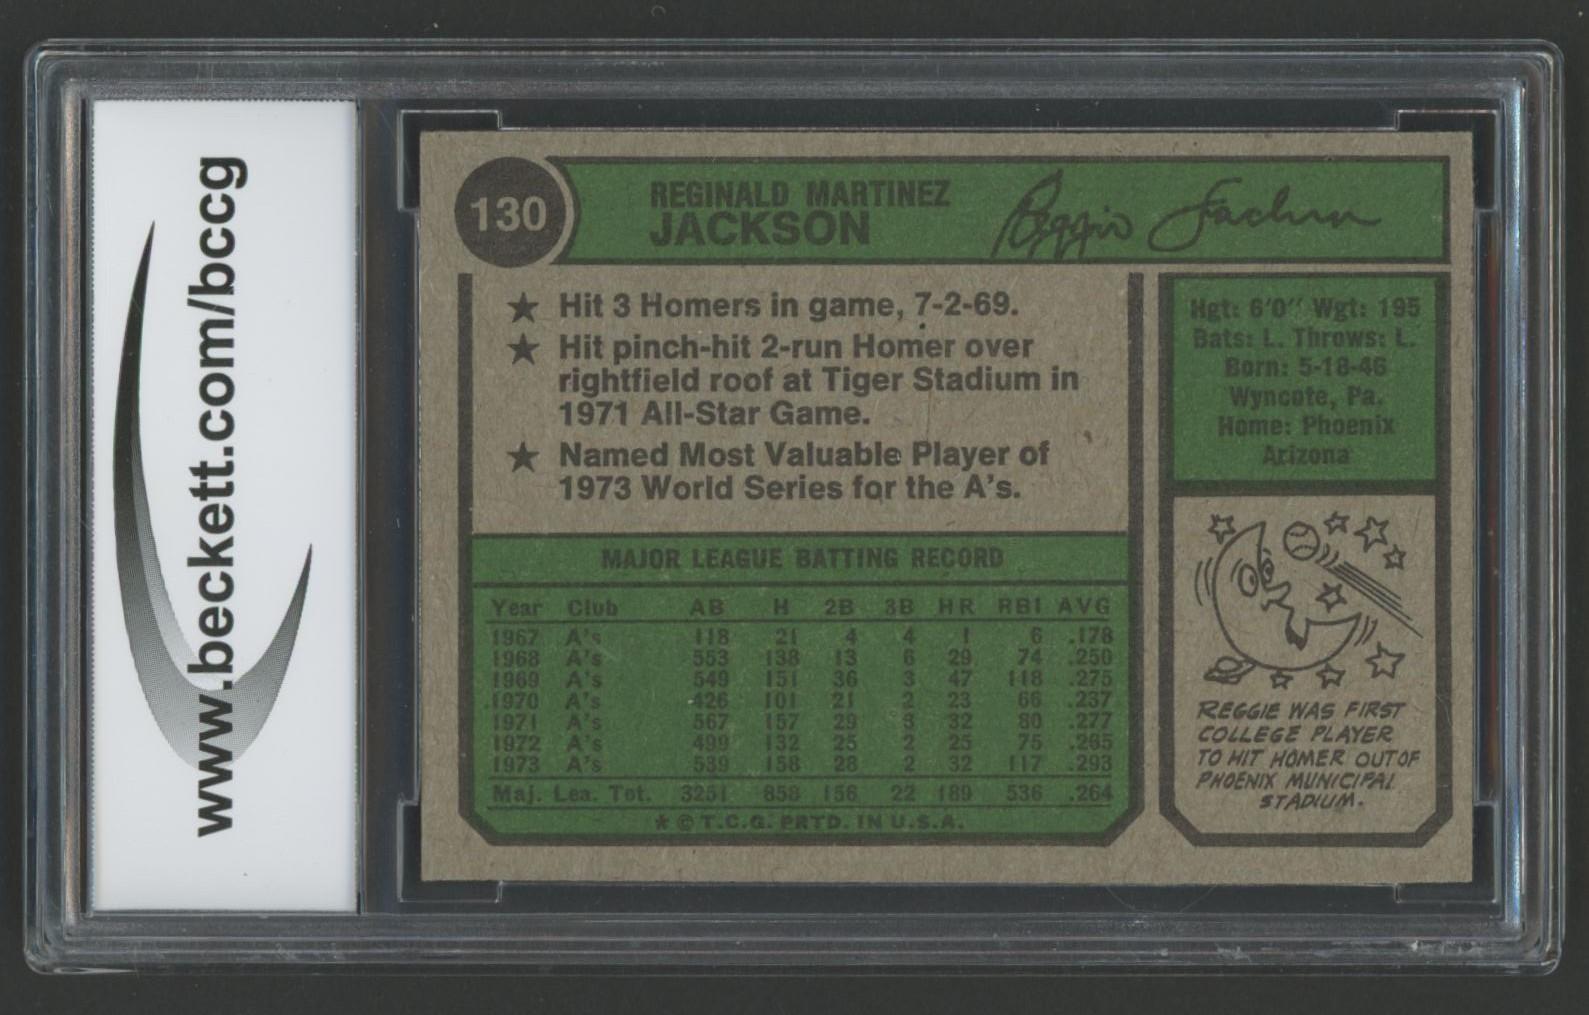 www.beckett.com/bccg
130
REGINALD MARTINEZ
JACKSON
Reggie Jackson
★ Hit 3 Homers in game, 7-2-69.
★ Hit pinch-hit 2-run Homer over
rightfield roof at Tiger Stadium in
1971 All-Star Game.
★ Named Most Valuable Player of
1973 World Series for the A's.
Hgt: 6'0" Wgt: 195
Bats: L. Throws: L.
Born: 5-18-46
Wyncote, Pa.
Home: Phoenix
Arizona
MAJOR LEAGUE BATTING RECORD
Year Club AB H 2B 3B HR RBI AVG
1967 A's 118 21 4 4 1 6 .178
1968 A's 553 138 13 6 29 74 .250
1969 A's 549 151 36 3 47 118 .275
1970 A's 426 101 21 2 23 66 .237
1971 A's 567 157 29 3 32 80 .277
1972 A's 499 132 25 2 25 75 .265
1973 A's 539 158 28 2 32 117 .293
Maj. Lea. Tot. 3251 858 156 22 189 536 .264
★ © T.C.G. PRTD. IN U.S.A.
REGGIE WAS FIRST
COLLEGE PLAYER
TO HIT HOMER OUT OF
PHOENIX MUNICIPAL
STADIUM.